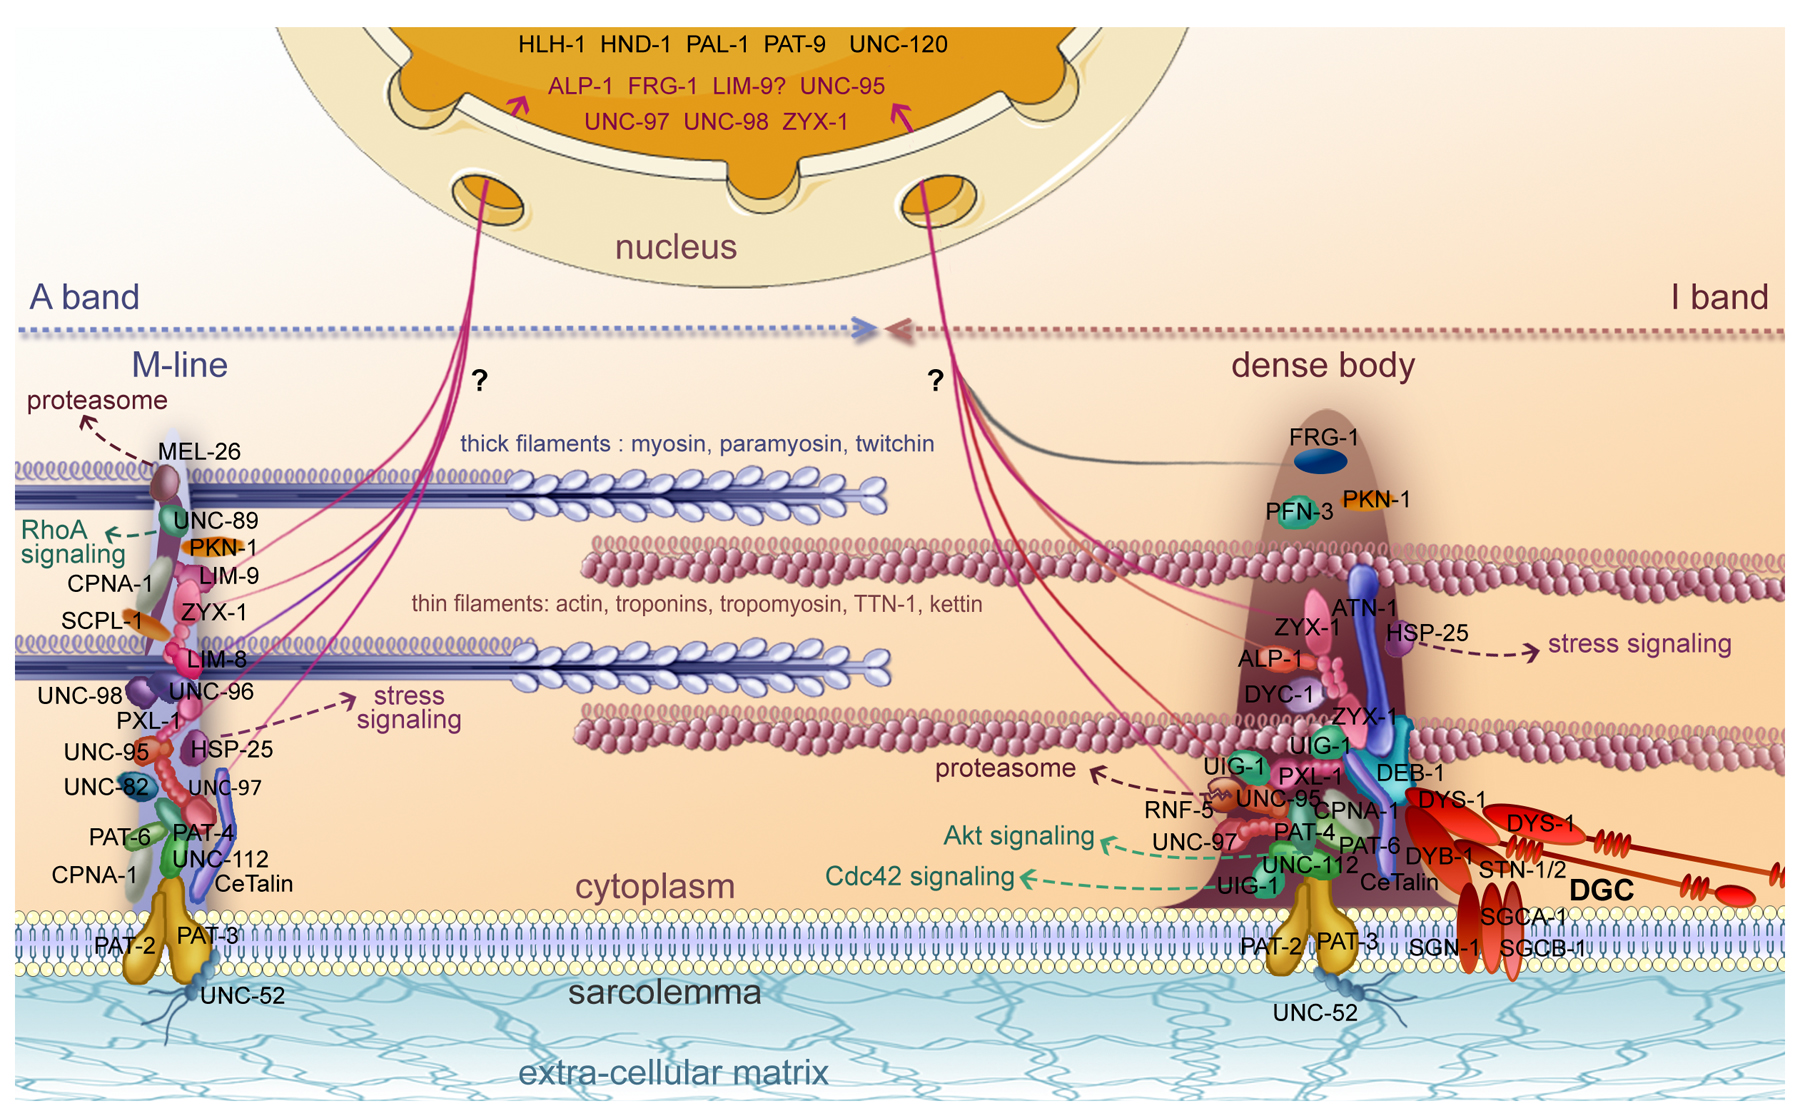 HLH-1 HND-1 PAL-1 PAT-9 UNC-120
ALP-1 FRG-1 LIM-9? UNC-95
UNC-97 UNC-98 ZYX-1
nucleus
A band
I band
M-line
dense body
?
?
proteasome
MEL-26
thick filaments : myosin, paramyosin, twitchin
FRG-1
PFN-3
PKN-1
RhoA
signaling
UNC-89
PKN-1
CPNA-1
LIM-9
SCPL-1
ZYX-1
thin filaments: actin, troponins, tropomyosin, TTN-1, kettin
LIM-8
UNC-98
UNC-96
PXL-1
stress
signaling
UNC-95
HSP-25
UNC-82
UNC-97
PAT-6
PAT-4
UNC-112
CPNA-1
CeTalin
PAT-2
PAT-3
UNC-52
ATN-1
ZYX-1
HSP-25
stress signaling
ALP-1
DYC-1
ZYX-1
UIG-1
UIG-1
proteasome
PXL-1
DEB-1
RNF-5
UNC-95
CPNA-1
DYS-1
DYS-1
Akt signaling
UNC-97
PAT-4
PAT-6
DYB-1
UNC-112
STN-1/2
Cdc42 signaling
UIG-1
CeTalin
DGC
cytoplasm
SGCA-1
PAT-2
PAT-3
SGN-1
SGCB-1
sarcolemma
UNC-52
extra-cellular matrix